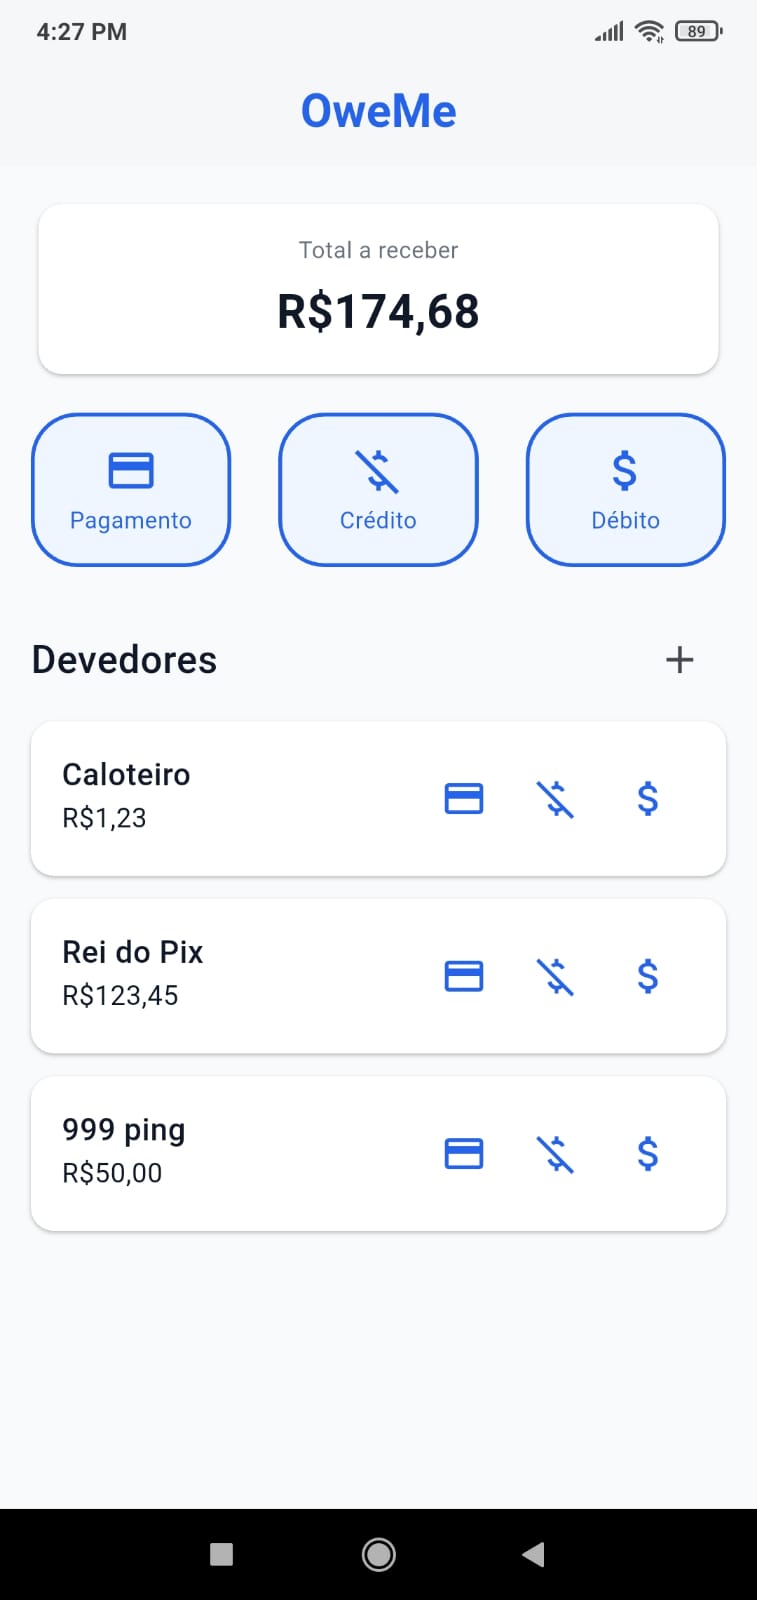 4:27 PM
89
OweMe
Total a receber
R$174,68
Pagamento
Crédito
Débito
Devedores
Caloteiro
R$1,23
Rei do Pix
R$123,45
999 ping
R$50,00